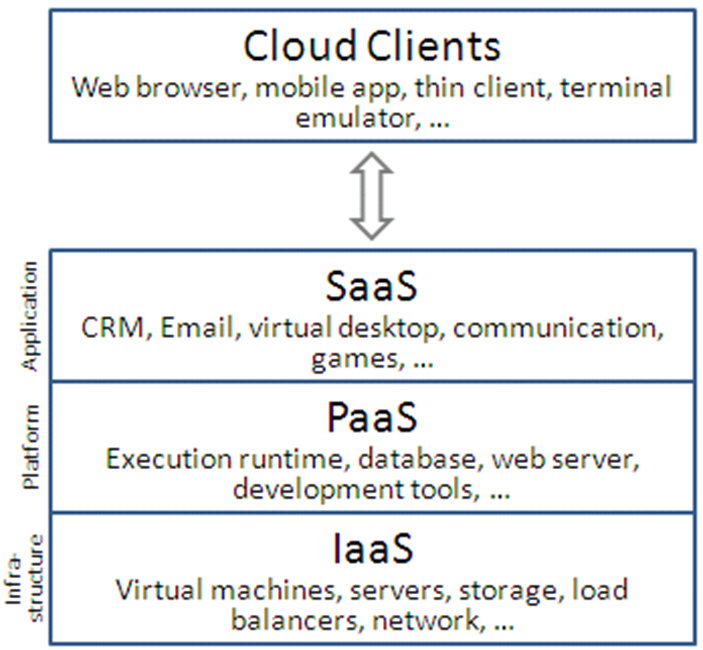 Cloud Clients
Web browser, mobile app, thin client, terminal
emulator, ...
Application
SaaS
CRM, Email, virtual desktop, communication,
games, ...
Platform
PaaS
Execution runtime, database, web server,
development tools, ...
Infra-
structure
IaaS
Virtual machines, servers, storage, load
balancers, network, ...